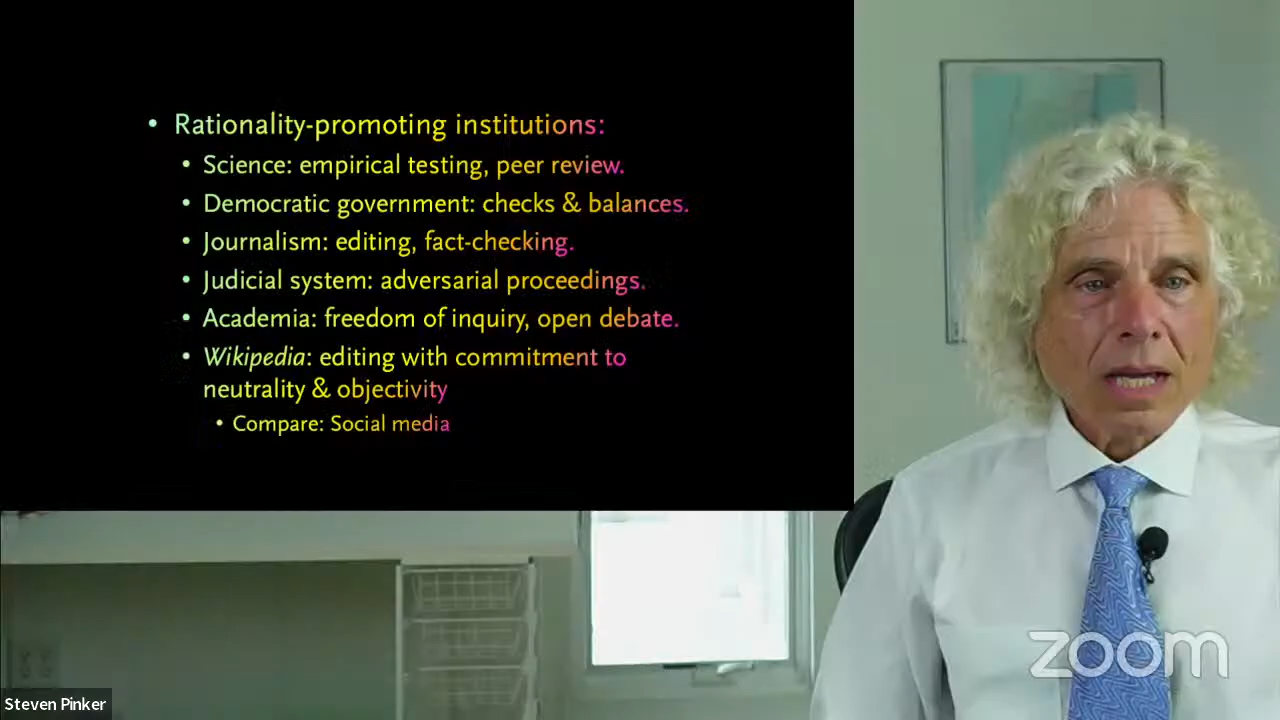 • Rationality-promoting institutions:
• Science: empirical testing, peer review.
• Democratic government: checks & balances.
• Journalism: editing, fact-checking.
• Judicial system: adversarial proceedings.
• Academia: freedom of inquiry, open debate.
• Wikipedia: editing with commitment to
neutrality & objectivity
• Compare: Social media
zoom
Steven Pinker